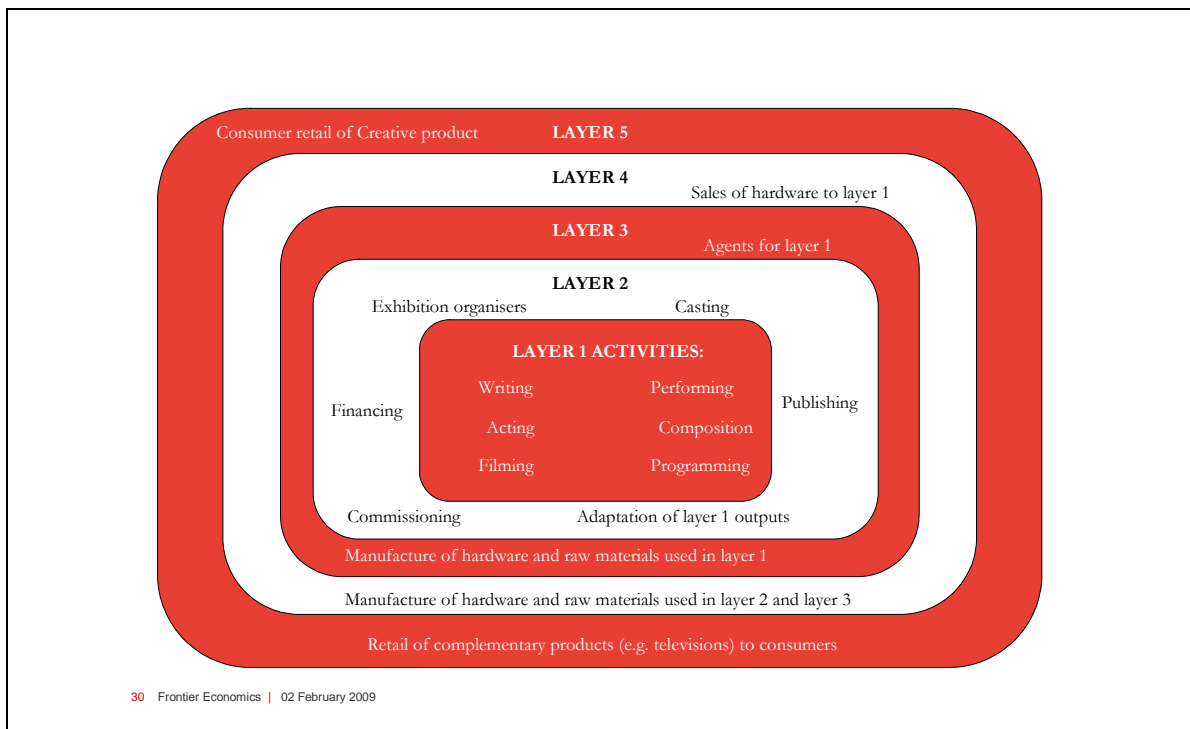 Consumer retail of Creative product LAYER 5
LAYER 4
Sales of hardware to layer 1
LAYER 3
Agents for layer 1
LAYER 2
Exhibition organisers Casting
LAYER 1 ACTIVITIES:
Writing Performing
Financing Publishing
Acting Composition
Filming Programming
Commissioning Adaptation of layer 1 outputs
Manufacture of hardware and raw materials used in layer 1
Manufacture of hardware and raw materials used in layer 2 and layer 3
Retail of complementary products (e.g. televisions) to consumers
30 Frontier Economics | 02 February 2009